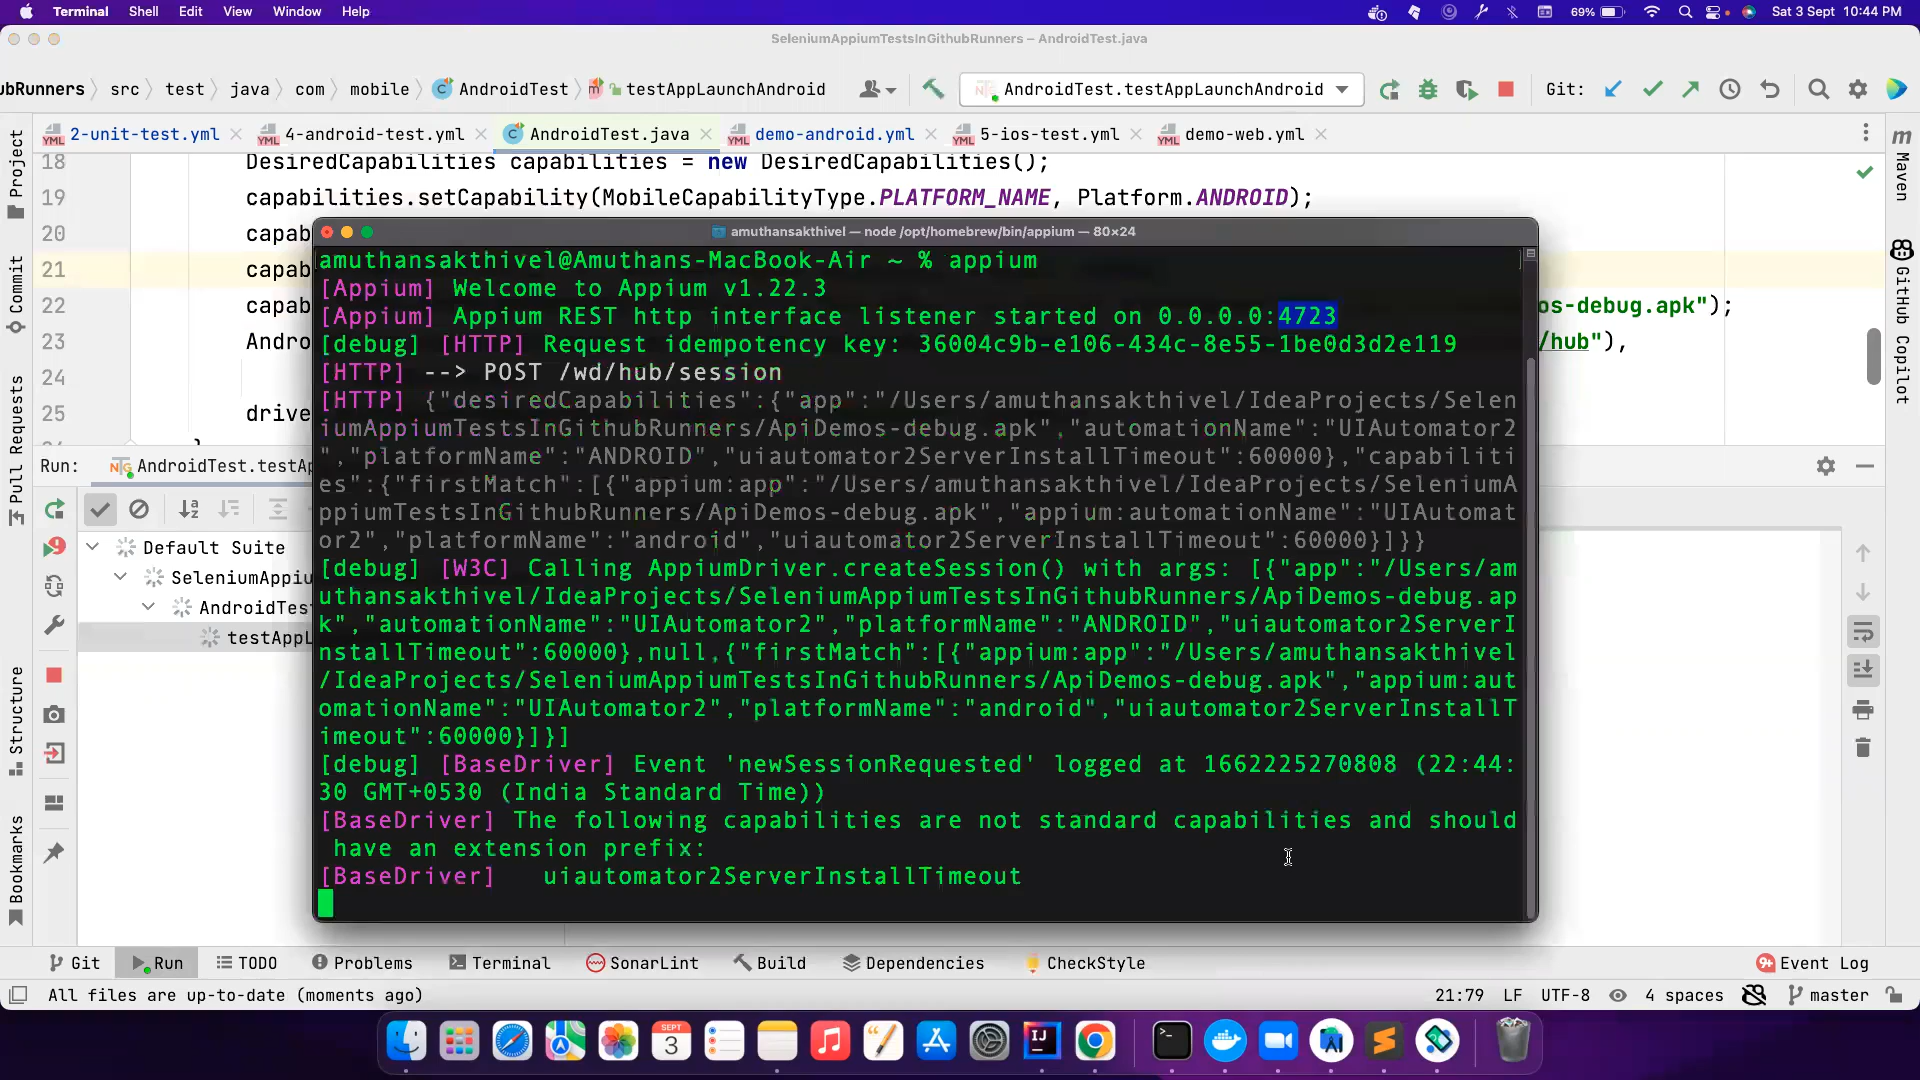 Terminal Shell Edit View Window Help 69% Sat 3 Sept 10:44 PM
SeleniumAppiumTestsInGithubRunners – AndroidTest.java
ubRunners src test java com mobile AndroidTest testAppLaunchAndroid AndroidTest.testAppLaunchAndroid Git:
2-unit-test.yml 4-android-test.yml AndroidTest.java demo-android.yml 5-ios-test.yml demo-web.yml
18 DesiredCapabilities capabilities = new DesiredCapabilities();
19 capabilities.setCapability(MobileCapabilityType.PLATFORM_NAME, Platform.ANDROID);
20 capab
21 capab
22 capab os-debug.apk");
23 Andro /hub"),
24
25 drive
Project
Commit
Pull Requests
Structure
Bookmarks
Maven
GitHub Copilot
amuthansakthivel — node /opt/homebrew/bin/appium — 80×24
amuthansakthivel@Amuthans-MacBook-Air ~ % appium
[Appium] Welcome to Appium v1.22.3
[Appium] Appium REST http interface listener started on 0.0.0.0:4723
[debug] [HTTP] Request idempotency key: 36004c9b-e106-434c-8e55-1be0d3d2e119
[HTTP] --> POST /wd/hub/session
[HTTP] {"desiredCapabilities":{"app":"/Users/amuthansakthivel/IdeaProjects/Selen
iumAppiumTestsInGithubRunners/ApiDemos-debug.apk","automationName":"UIAutomator2
","platformName":"ANDROID","uiautomator2ServerInstallTimeout":60000},"capabiliti
es":{"firstMatch":[{"appium:app":"/Users/amuthansakthivel/IdeaProjects/SeleniumA
ppiumTestsInGithubRunners/ApiDemos-debug.apk","appium:automationName":"UIAutomat
or2","platformName":"android","uiautomator2ServerInstallTimeout":60000}]}}
[debug] [W3C] Calling AppiumDriver.createSession() with args: [{"app":"/Users/am
uthansakthivel/IdeaProjects/SeleniumAppiumTestsInGithubRunners/ApiDemos-debug.ap
k","automationName":"UIAutomator2","platformName":"ANDROID","uiautomator2ServerI
nstallTimeout":60000},null,{"firstMatch":[{"appium:app":"/Users/amuthansakthivel
/IdeaProjects/SeleniumAppiumTestsInGithubRunners/ApiDemos-debug.apk","appium:aut
omationName":"UIAutomator2","platformName":"android","uiautomator2ServerInstallT
imeout":60000}]}]
[debug] [BaseDriver] Event 'newSessionRequested' logged at 1662225270808 (22:44:
30 GMT+0530 (India Standard Time))
[BaseDriver] The following capabilities are not standard capabilities and should
have an extension prefix:
[BaseDriver] uiautomator2ServerInstallTimeout
Run: AndroidTest.testAp
Default Suite
SeleniumAppiu
AndroidTes
testAppL
Git Run TODO Problems Terminal SonarLint Build Dependencies CheckStyle 9+ Event Log
All files are up-to-date (moments ago) 21:79 LF UTF-8 4 spaces master
SEPT
3
IJ